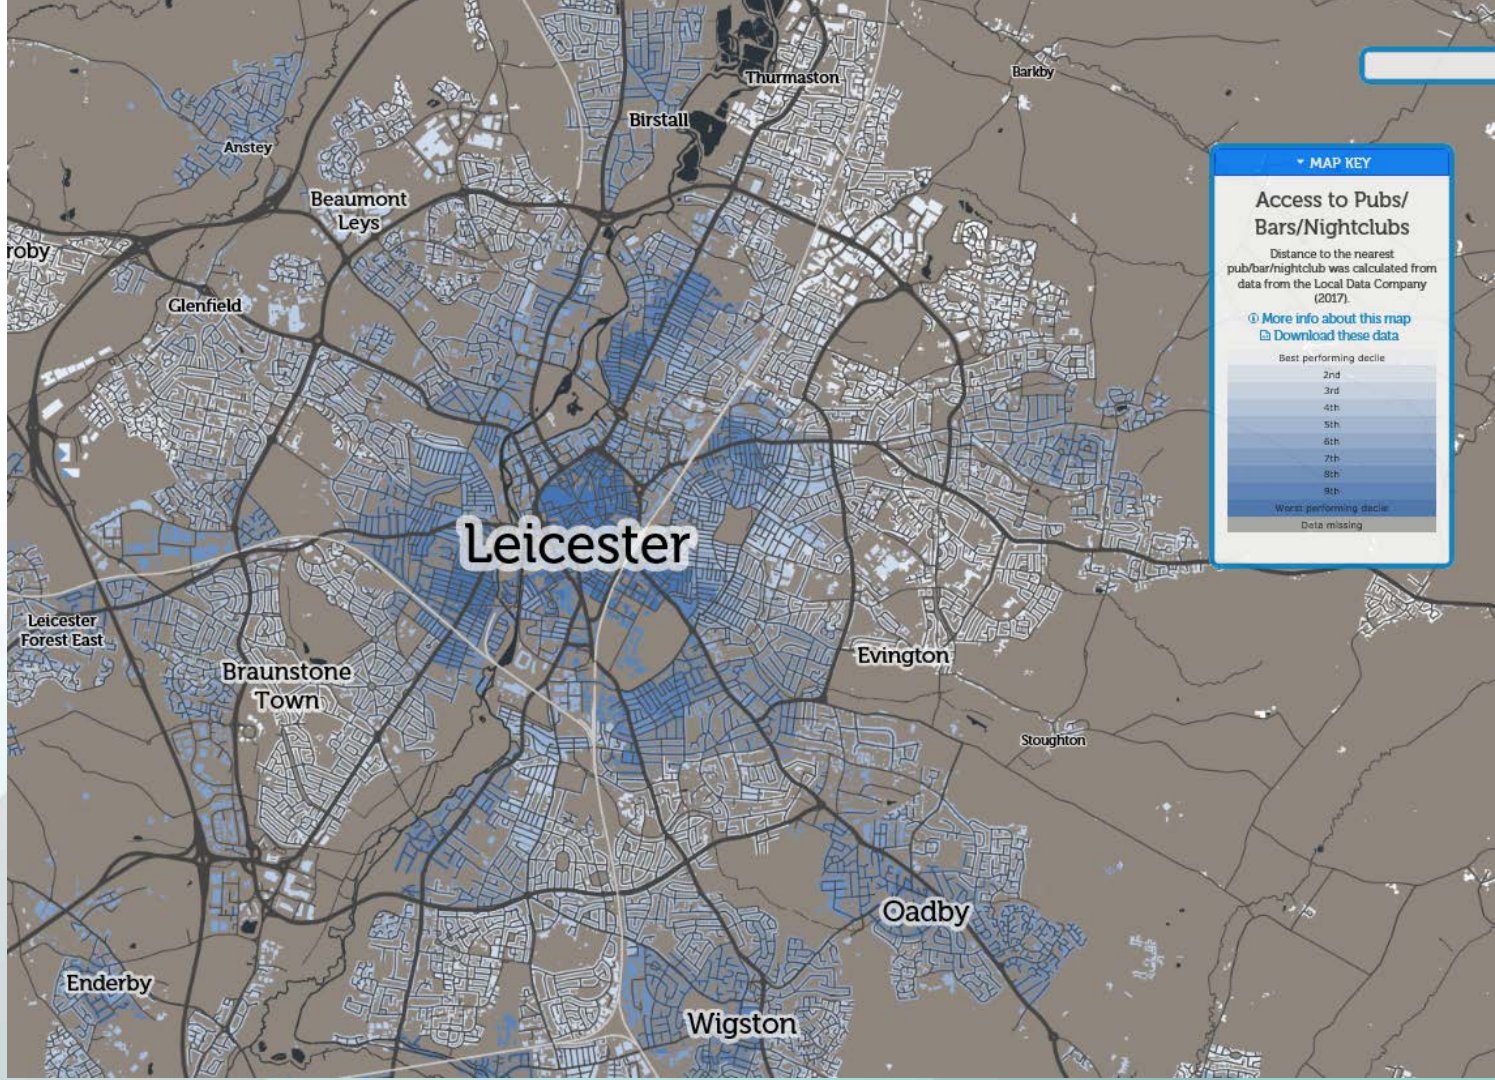 Thurmaston
Barkby
Birstall
Anstey
Beaumont
Leys
roby
Glenfield
Leicester
Leicester
Forest East
Braunstone
Town
Evington
Stoughton
Oadby
Enderby
Wigston
MAP KEY
Access to Pubs/
Bars/Nightclubs
Distance to the nearest
pub/bar/nightclub was calculated from
data from the Local Data Company
(2017).
More info about this map
Download these data
Best performing decile
2nd
3rd
4th
5th
6th
7th
8th
9th
Worst performing decile
Data missing